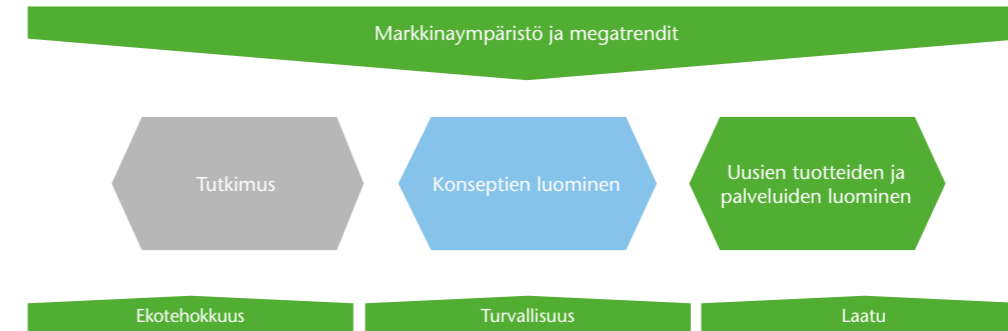 Markkinaympäristö ja megatrendit
Tutkimus
Konseptien luominen
Uusien tuotteiden ja
palveluiden luominen
Ekotehokkuus
Turvallisuus
Laatu